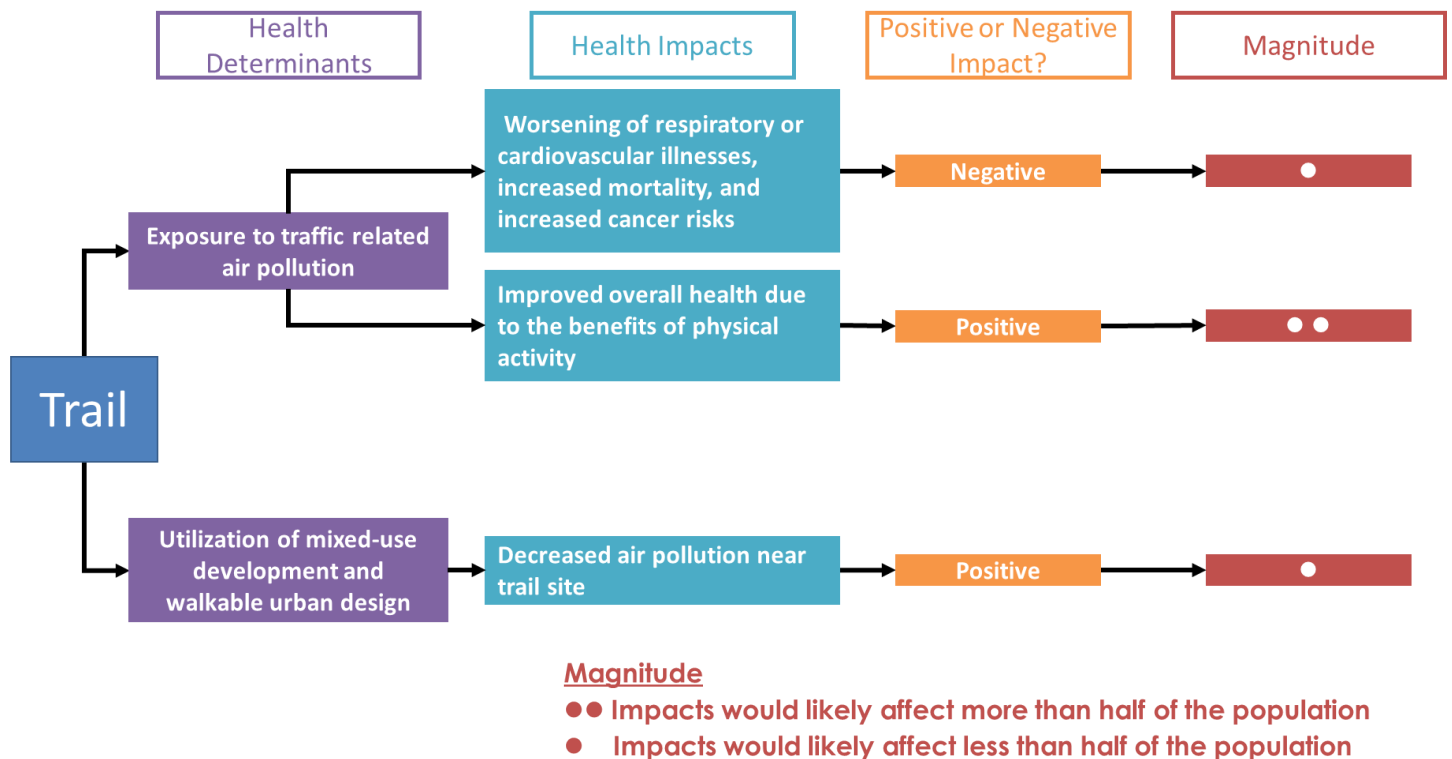 Health
Determinants
Health Impacts
Positive or Negative
Impact?
Magnitude
Worsening of respiratory or
cardiovascular illnesses,
increased mortality, and
increased cancer risks
Negative
Exposure to traffic related
air pollution
Improved overall health due
to the benefits of physical
activity
Positive
Trail
Utilization of mixed-use
development and
walkable urban design
Decreased air pollution near
trail site
Positive
Magnitude
●● Impacts would likely affect more than half of the population
● Impacts would likely affect less than half of the population